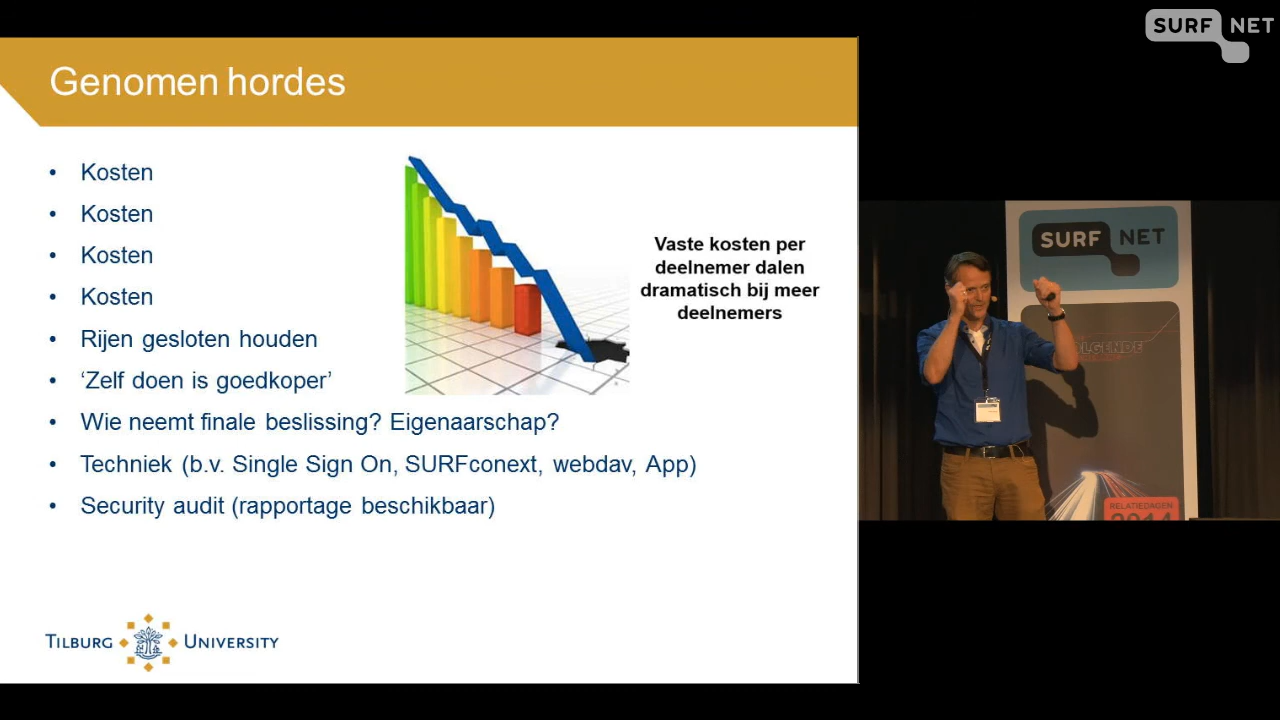 SURF NET
Genomen hordes
• Kosten
• Kosten
• Kosten
• Kosten
• Rijen gesloten houden
• ‘Zelf doen is goedkoper’
• Wie neemt finale beslissing? Eigenaarschap?
• Techniek (b.v. Single Sign On, SURFconext, webdav, App)
• Security audit (rapportage beschikbaar)
Vaste kosten per
deelnemer dalen
dramatisch bij meer
deelnemers
TILBURG UNIVERSITY
SURF NET
RELATIEDAGEN
2014